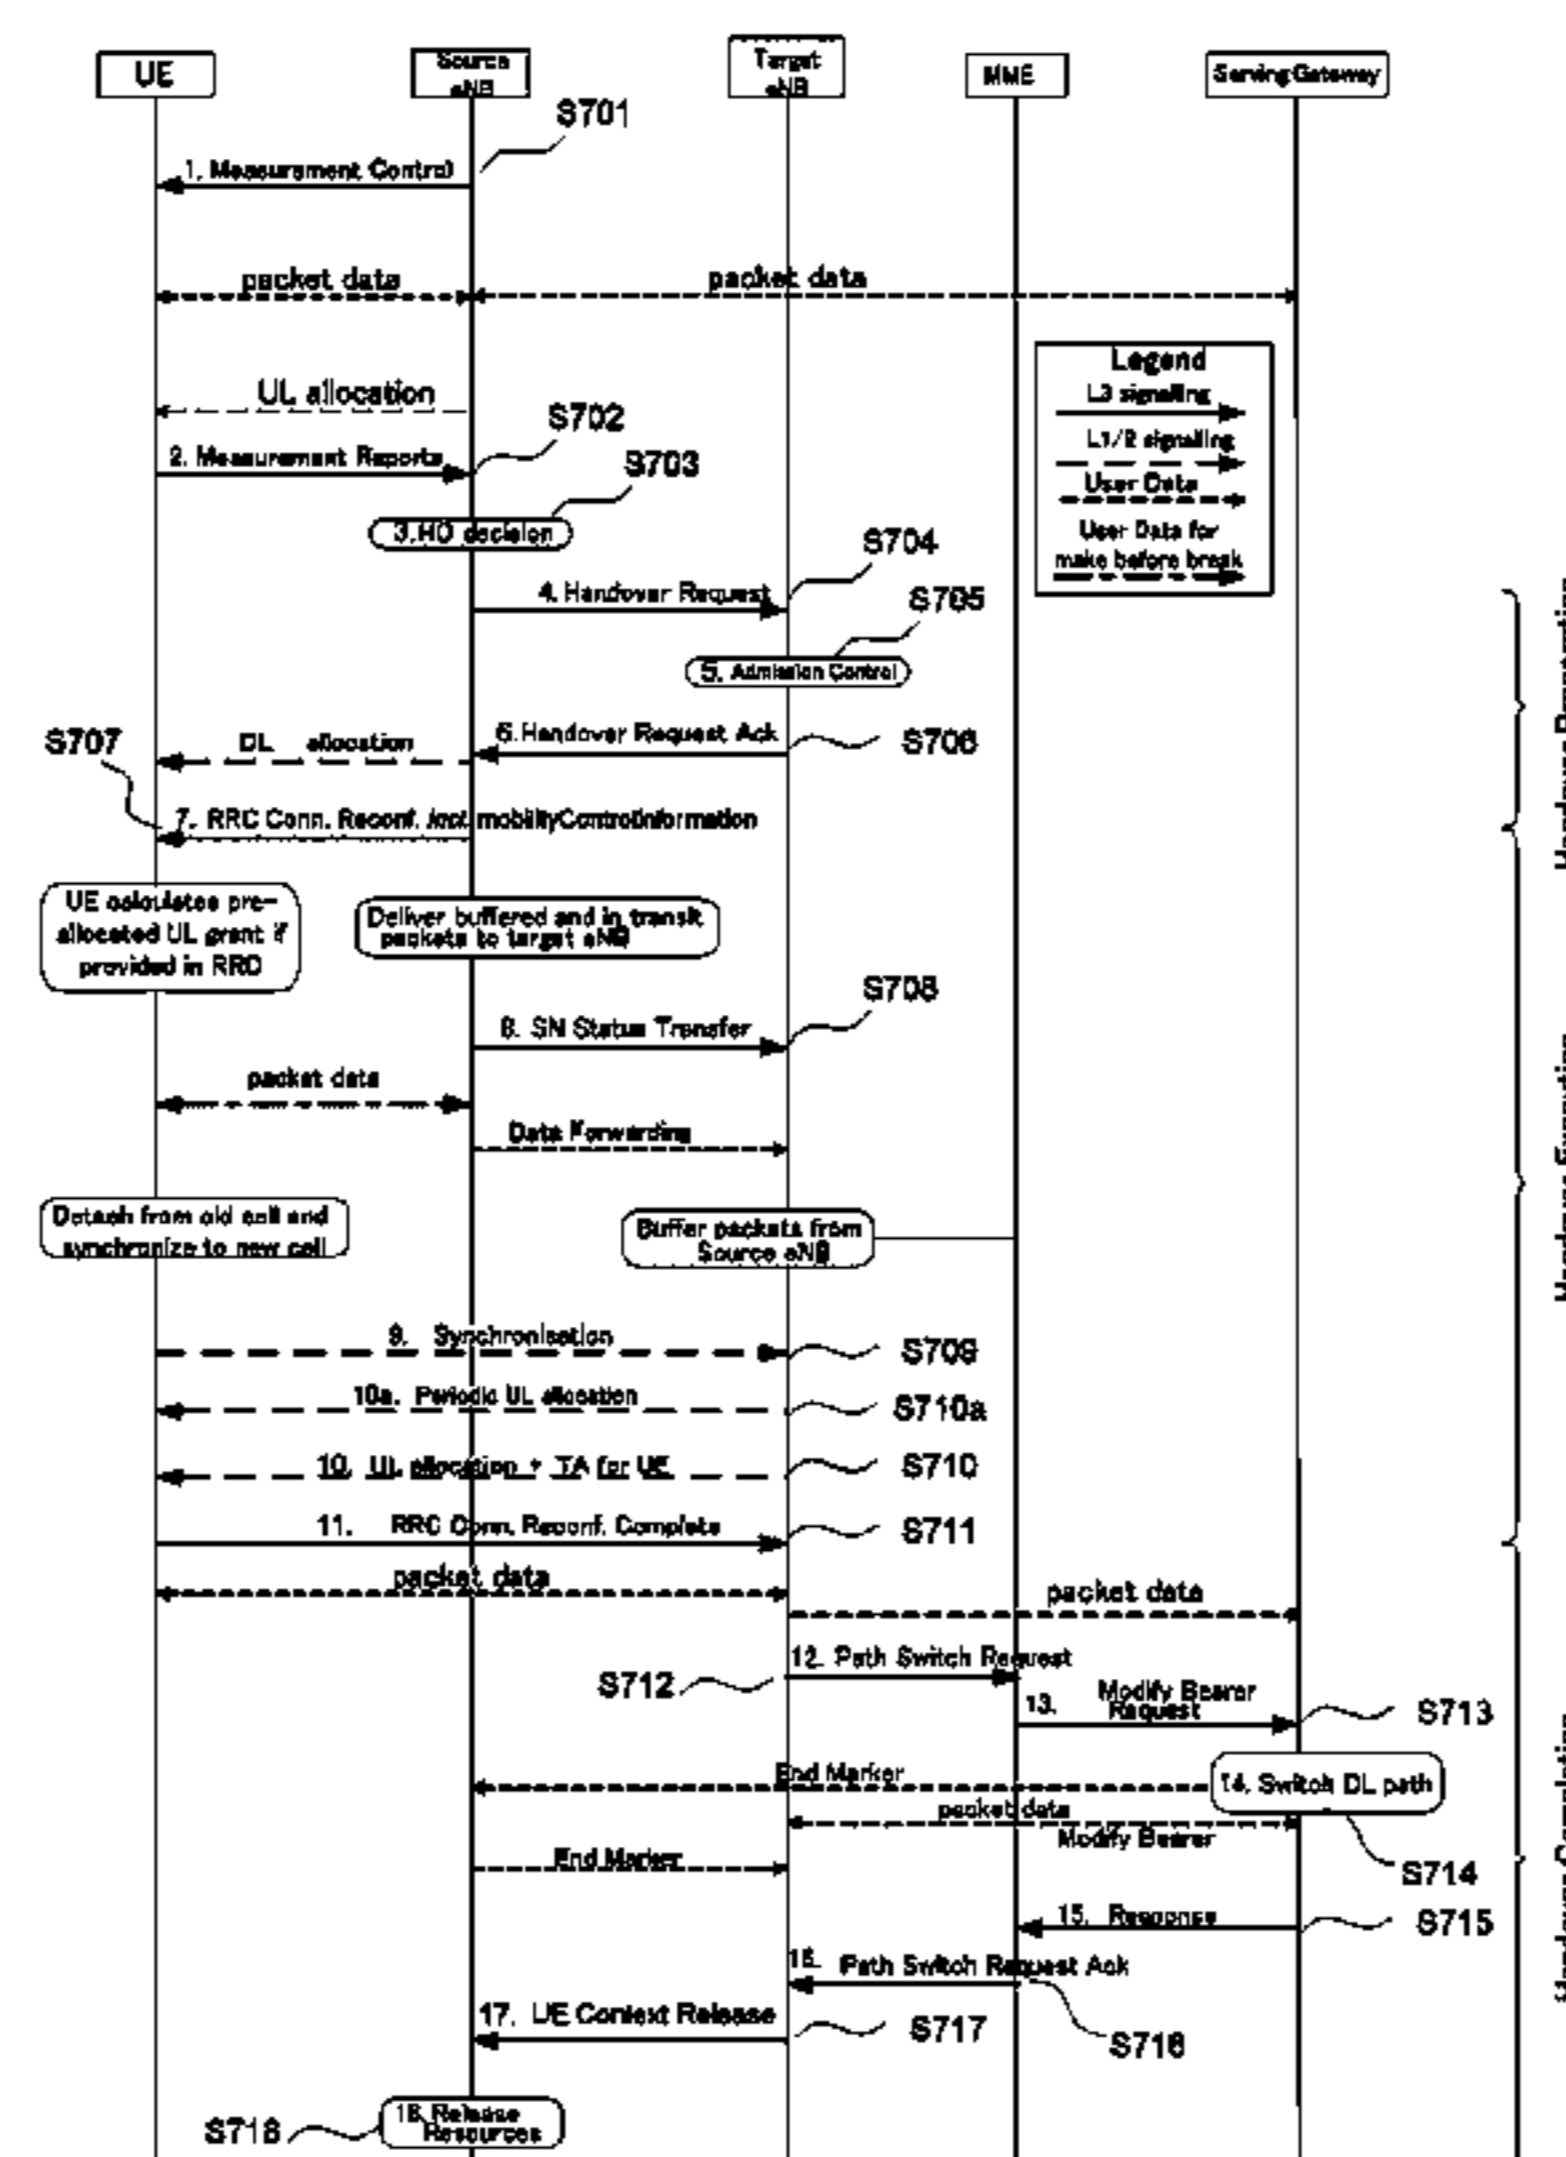 UE
Source
eNB
Target
eNB
MME
Serving Gateway
S701
1. Measurement Control
packet data
packet data
Legend
L3 signalling
L1/2 signalling
User Data
User Data for
make before break
UL allocation
S702
2. Measurement Reports
S703
3.HO decision
S704
4. Handover Request
S705
5. Admission Control
S707
DL allocation
6.Handover Request Ack
S706
7. RRC Conn. Reconf. incl. mobilityControlinformation
UE calculates pre-
allocated UL grant if
provided in RRC
Deliver buffered and in transit
packets to target eNB
S708
8. SN Status Transfer
packet data
Data Forwarding
Detach from old cell and
synchronize to new cell
Buffer packets from
Source eNB
9. Synchronisation
S709
10a. Periodic UL allocation
S710a
10. UL allocation + TA for UE
S710
11. RRC Conn. Reconf. Complete
S711
packet data
packet data
12. Path Switch Request
S712
13. Modify Bearer
Request
S713
End Marker
14. Switch DL path
packet data
Modify Bearer
End Marker
S714
15. Response
S715
16. Path Switch Request Ack
17. UE Context Release
S717
S716
18. Release
Resources
S718